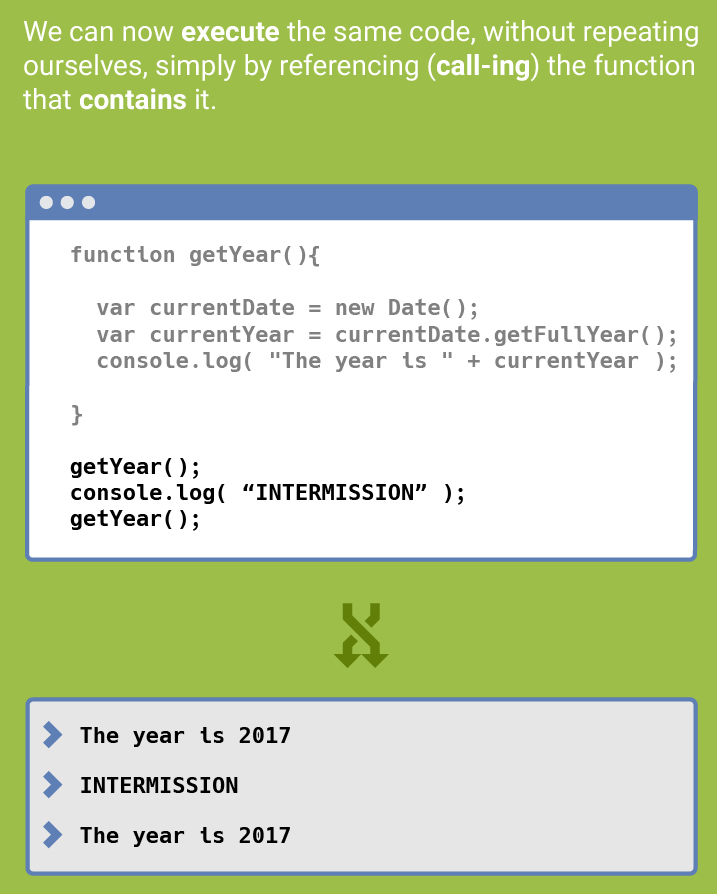 We can now execute the same code, without repeating
ourselves, simply by referencing (call-ing) the function
that contains it.
function getYear(){
var currentDate = new Date();
var currentYear = currentDate.getFullYear();
console.log( "The year is " + currentYear );
}
getYear();
console.log( “INTERMISSION” );
getYear();
The year is 2017
INTERMISSION
The year is 2017